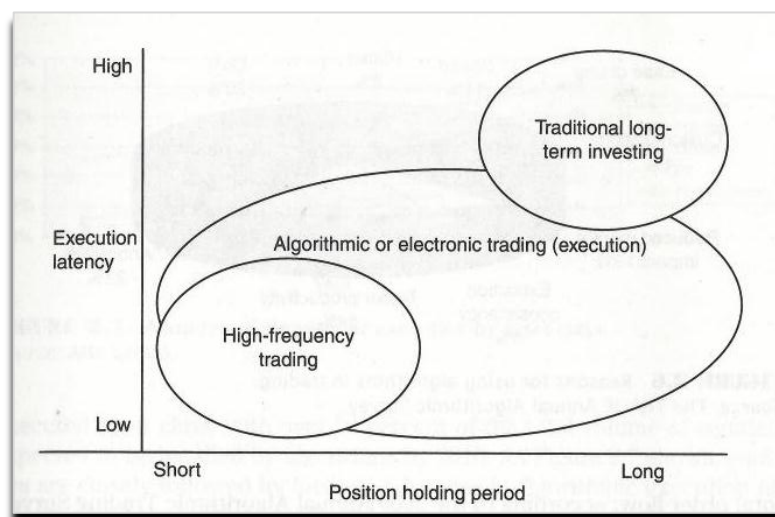 High
Traditional long-
term investing
Execution
latency
Algorithmic or electronic trading (execution)
High-frequency
trading
Low
Short
Long
Position holding period